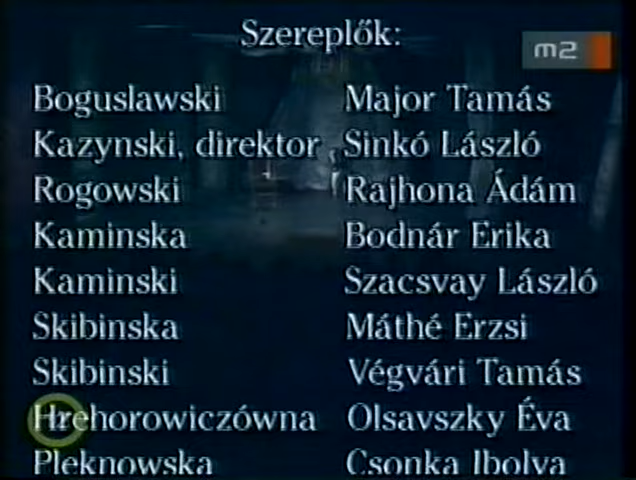 Szereplők:
m2
Boguslawski Major Tamás
Kazynski, direktor Sinkó László
Rogowski Rajhona Ádám
Kaminska Bodnár Erika
Kaminski Szacsvay László
Skibinska Máthé Erzsi
Skibinski Végvári Tamás
Hrehorowiczówna Olsavszky Éva
Pleknowska Csonka Ibolya